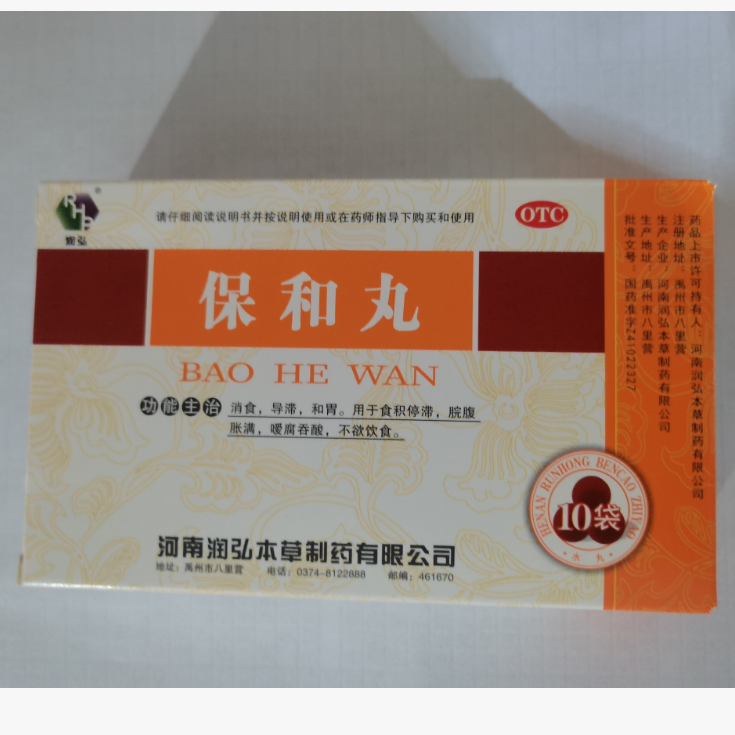 RHP
®
润弘
请仔细阅读说明书并按说明使用或在药师指导下购买和使用
OTC
保和丸
BAO HE WAN
功能主治
消食，导滞，和胃。用于食积停滞，脘腹
胀满，嗳腐吞酸，不欲饮食。
河南润弘本草制药有限公司
地址：禹州市八里营 电话：0374-8122888 邮编：461670
HENAN RUNHONG BENCAO ZHIYAO
10袋
·水丸·
药品上市许可持有人：河南润弘本草制药有限公司
注册地址：禹州市八里营
生产企业：河南润弘本草制药有限公司
生产地址：禹州市八里营
批准文号：国药准字Z41022327